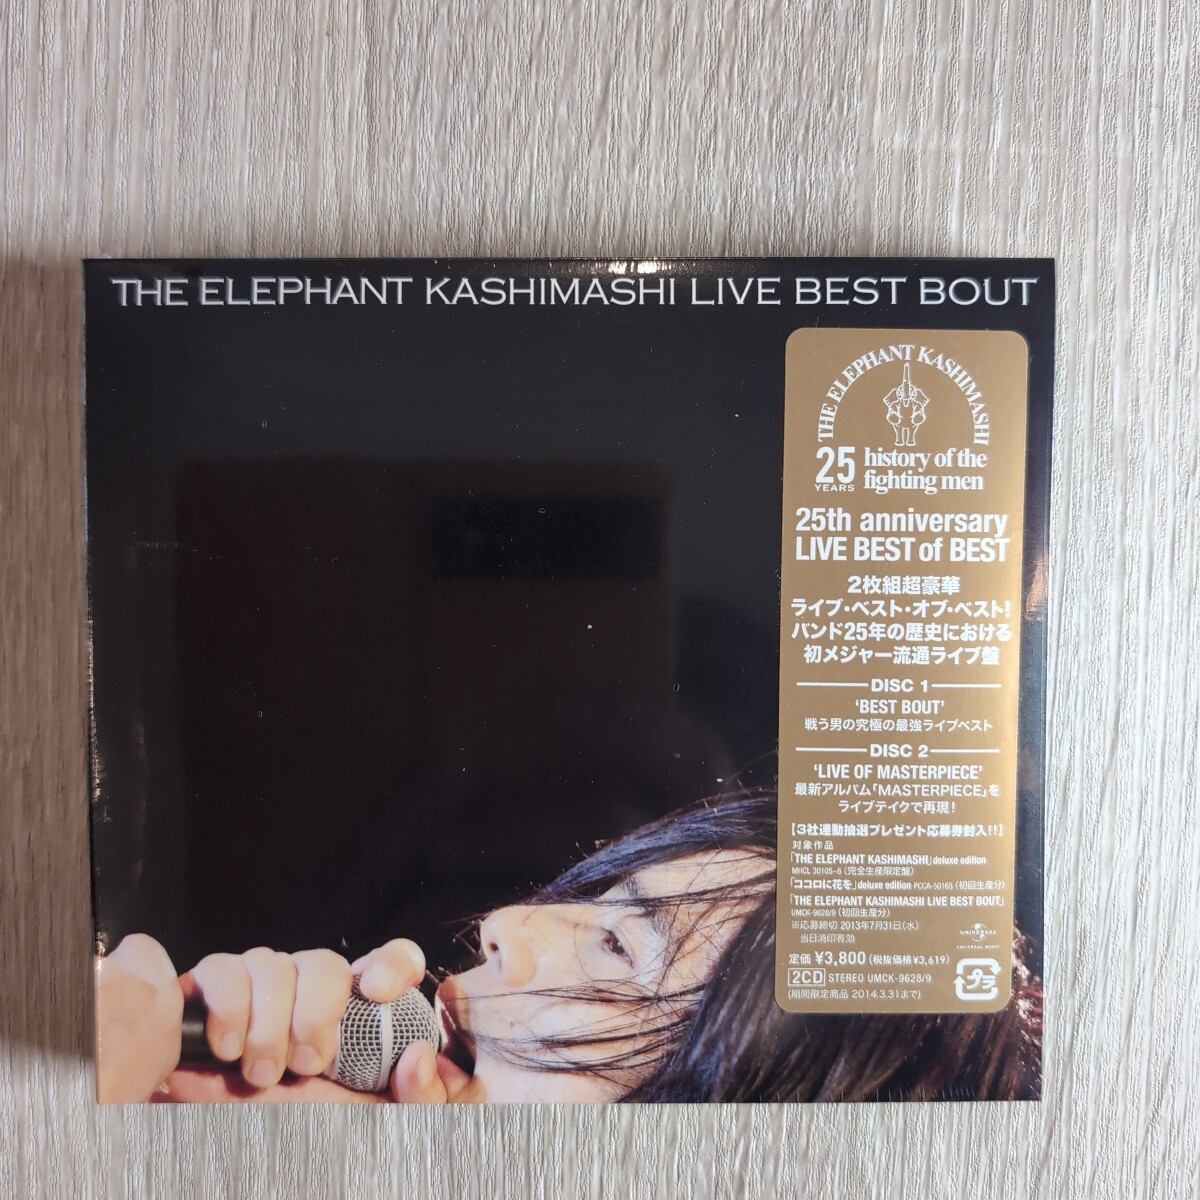 THE ELEPHANT KASHIMASHI LIVE BEST BOUT
THE ELEPHANT KASHIMASHI
25 YEARS
history of the
fighting men
25th anniversary
LIVE BEST of BEST
2枚組超豪華
ライブ・ベスト・オブ・ベスト!
バンド25年の歴史における
初メジャー流通ライブ盤
DISC 1
'BEST BOUT'
戦う男の究極の最強ライブベスト
DISC 2
'LIVE OF MASTERPIECE'
最新アルバム「MASTERPIECE」を
ライブテイクで再現!
【3社連動抽選プレゼント応募券封入!!】
対象作品
「THE ELEPHANT KASHIMASHI」deluxe edition
MHCL 30105-6 (完全生産限定盤)
「ココロに花を」deluxe edition PCCA-50165 (初回生産分)
「THE ELEPHANT KASHIMASHI LIVE BEST BOUT」
UMCK-9628/9 (初回生産分)
※応募締切 2013年7月31日(水)
当日消印有効
UNIVERSAL
UNIVERSAL MUSIC
定価 ¥3,800 (税抜価格¥3,619)
2CD STEREO UMCK-9628/9
(期間限定商品 2014.3.31まで)
プラ